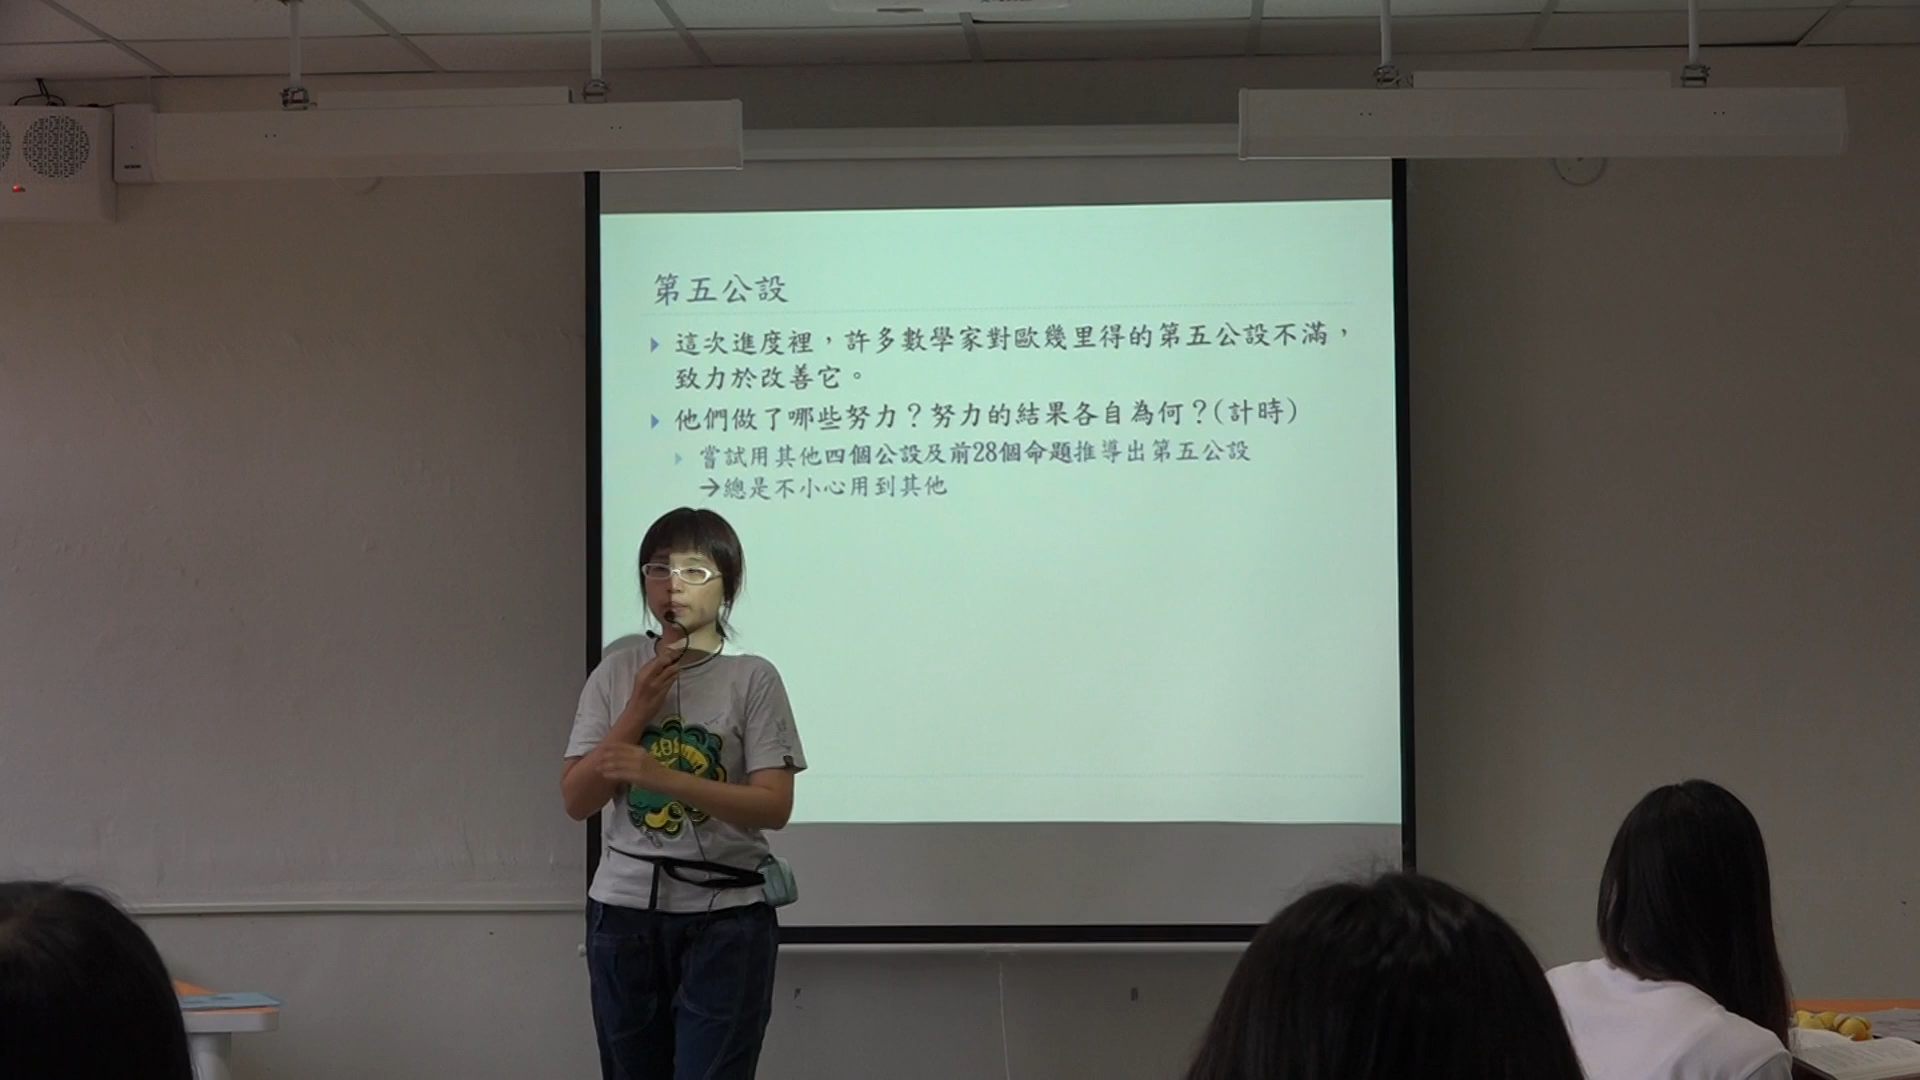 第五公設
這次進度裡，許多數學家對歐幾里得的第五公設不滿，
致力於改善它。
他們做了哪些努力？努力的結果各自為何？(計時)
嘗試用其他四個公設及前28個命題推導出第五公設
→總是不小心用到其他